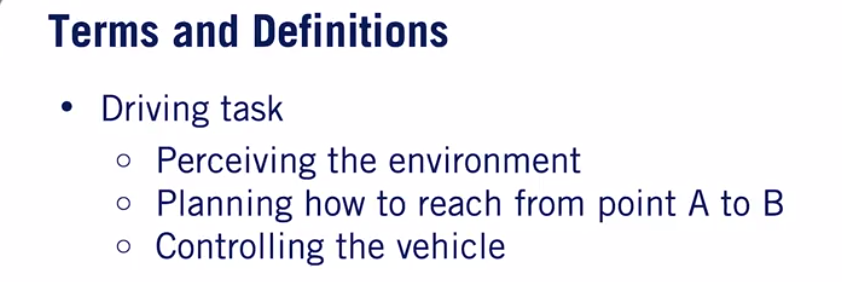 Terms and Definitions
• Driving task
○ Perceiving the environment
○ Planning how to reach from point A to B
○ Controlling the vehicle